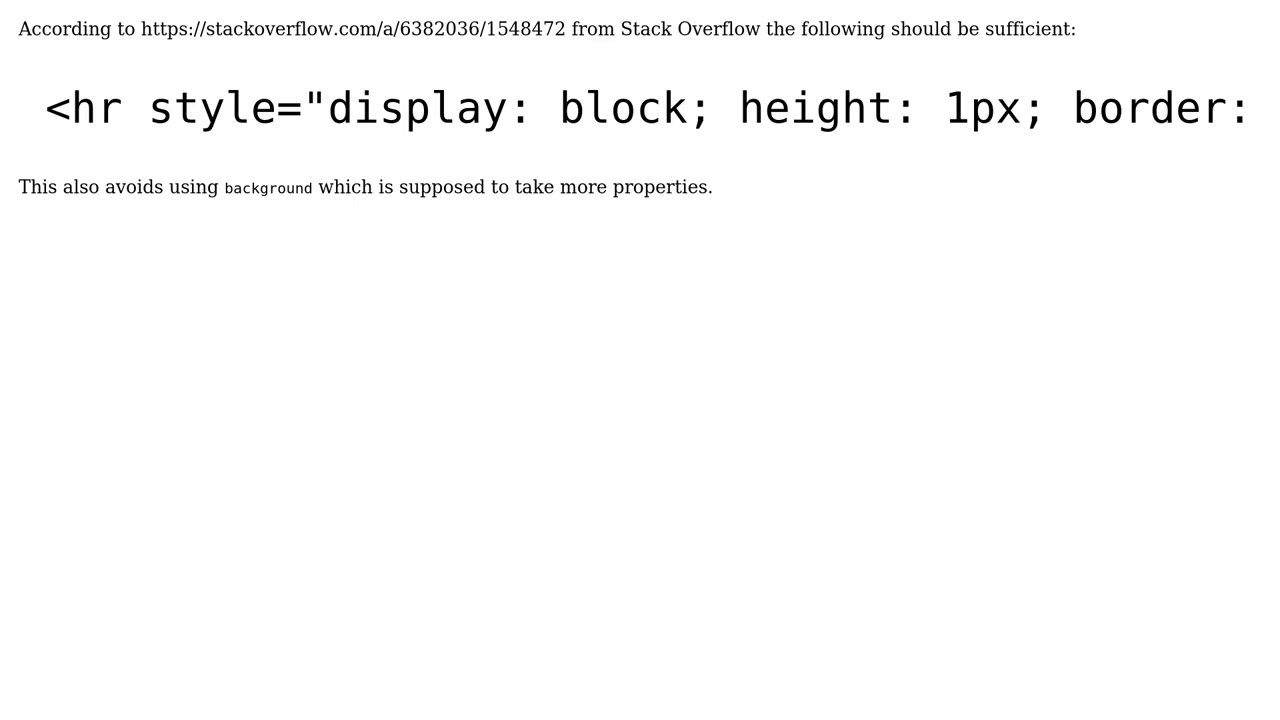 According to https://stackoverflow.com/a/6382036/1548472 from Stack Overflow the following should be sufficient:
<hr style="display: block; height: 1px; border:
This also avoids using background which is supposed to take more properties.